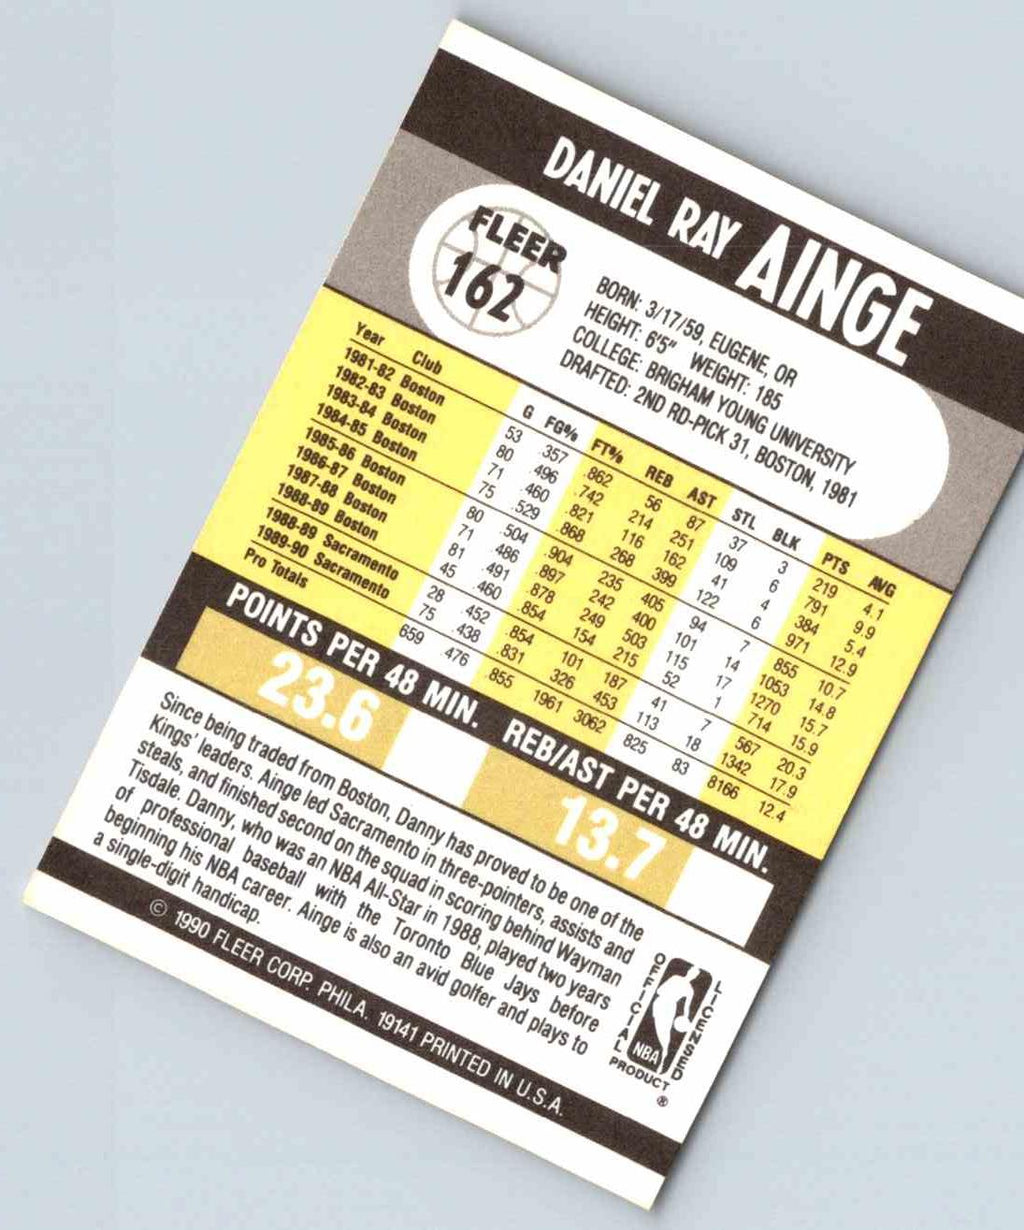 DANIEL RAY AINGE
FLEER
162
BORN: 3/17/59, EUGENE, OR
HEIGHT: 6'5" WEIGHT: 185
COLLEGE: BRIGHAM YOUNG UNIVERSITY
DRAFTED: 2ND RD-PICK 31, BOSTON, 1981
Year Club G FG% FT% REB AST STL BLK PTS AVG
1981-82 Boston 53 .357 .862 56 87 37 3 219 4.1
1982-83 Boston 80 .496 .742 214 251 109 6 791 9.9
1983-84 Boston 71 .460 .821 116 162 41 4 384 5.4
1984-85 Boston 75 .529 .868 268 399 122 6 971 12.9
1985-86 Boston 80 .504 .904 235 405 94 7 855 10.7
1986-87 Boston 71 .486 .897 242 400 101 14 1053 14.8
1987-88 Boston 81 .491 .878 249 503 115 17 1270 15.7
1988-89 Boston 45 .460 .854 154 215 52 1 714 15.9
1988-89 Sacramento 28 .452 .854 101 187 41 7 567 20.3
1989-90 Sacramento 75 .438 .831 326 453 113 18 1342 17.9
Pro Totals 659 .476 .855 1961 3062 825 83 8166 12.4
POINTS PER 48 MIN. REB/AST PER 48 MIN.
23.6 13.7
Since being traded from Boston, Danny has proved to be one of the
Kings' leaders. Ainge led Sacramento in three-pointers, assists and
steals, and finished second on the squad in scoring behind Wayman
Tisdale. Danny, who was an NBA All-Star in 1988, played two years
of professional baseball with the Toronto Blue Jays before
beginning his NBA career. Ainge is also an avid golfer and plays to
a single-digit handicap.
OFFICIAL LICENSED
NBA
PRODUCT ®
© 1990 FLEER CORP. PHILA. 19141 PRINTED IN U.S.A.